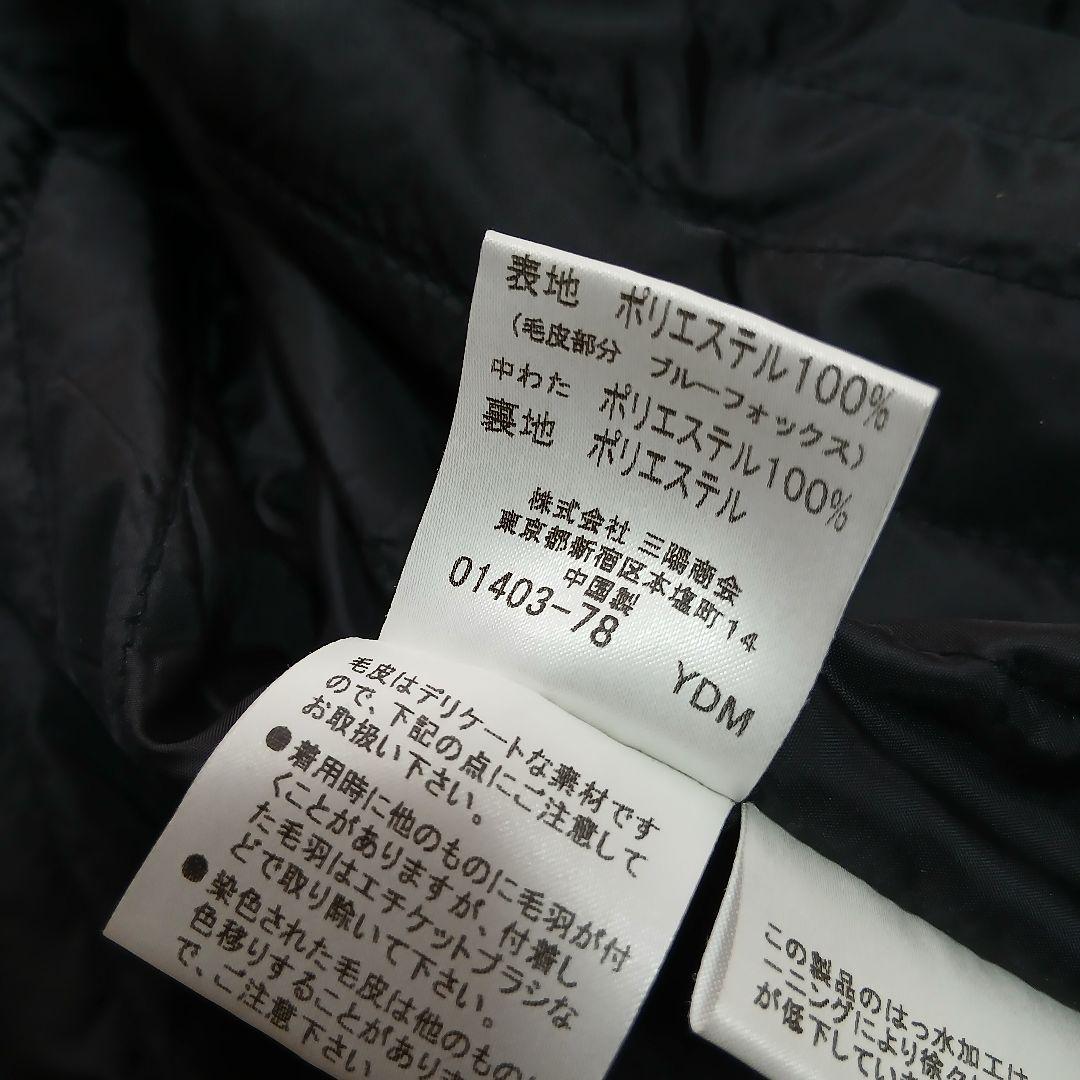 表地 ポリエステル100%
(毛皮部分 ブルーフォックス)
中わた ポリエステル100%
裏地 ポリエステル
株式会社 三陽商会
東京都新宿区本塩町14
中国製
01403-78
YDM
毛皮はデリケートな素材です
ので、下記の点にご注意して
お取扱い下さい。
●着用時に他のものに毛羽が付
くことがありますが、付着し
た毛羽はエチケットブラシな
どで取り除いて下さい。
●染色された毛皮は他のもの
色移りすることがありま
で、ご注意下さい
この製品のはっ水加工は
ーニングにより徐々
が低下してい